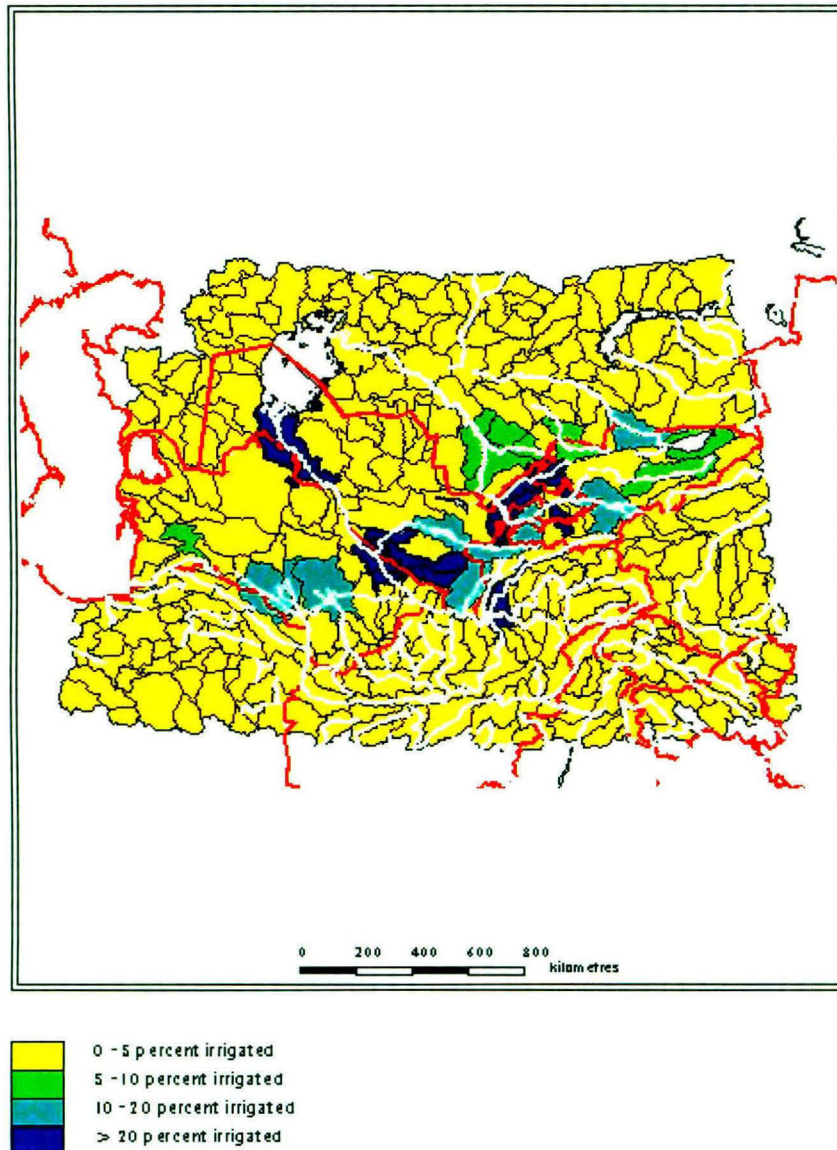 0 200 400 600 800
kilometres
0 - 5 percent irrigated
5 - 10 percent irrigated
10 - 20 percent irrigated
> 20 percent irrigated